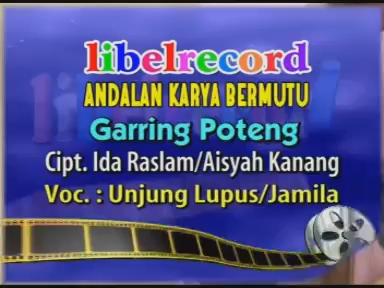 libelrecord
ANDALAN KARYA BERMUTU
Garring Poteng
Cipt. Ida Raslam/Aisyah Kanang
Voc. : Unjung Lupus/Jamila